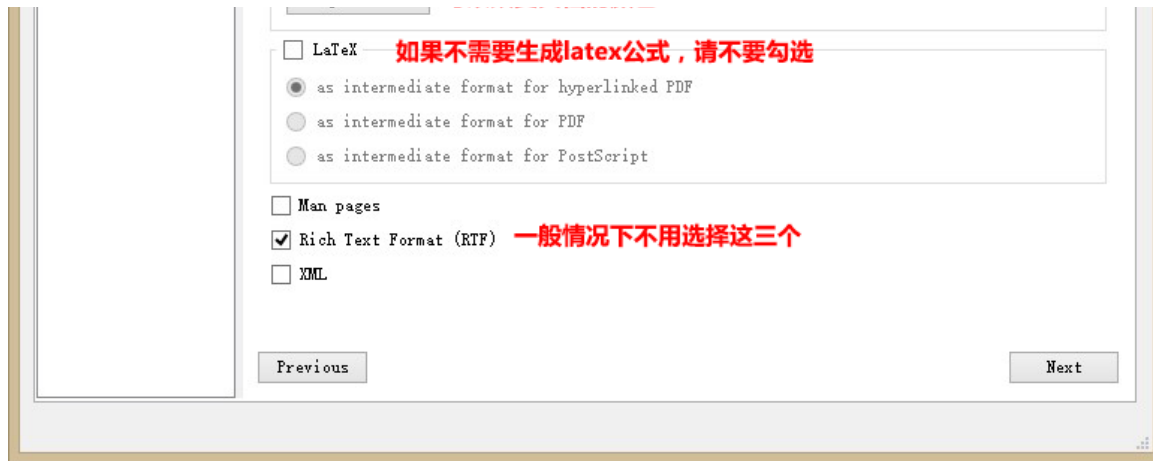 LaTeX 如果不需要生成latex公式，请不要勾选
as intermediate format for hyperlinked PDF
as intermediate format for PDF
as intermediate format for PostScript
Man pages
Rich Text Format (RTF) 一般情况下不用选择这三个
XML
Previous Next